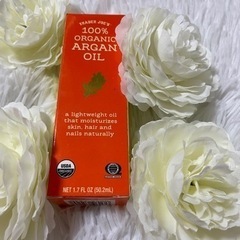 TRADER JOE'S
100%
ORGANIC
ARGAN
OIL
a lightweight oil
that moisturizes
skin, hair and
nails naturally
USDA
ORGANIC
NET 1.7 FL OZ (50.2mL)